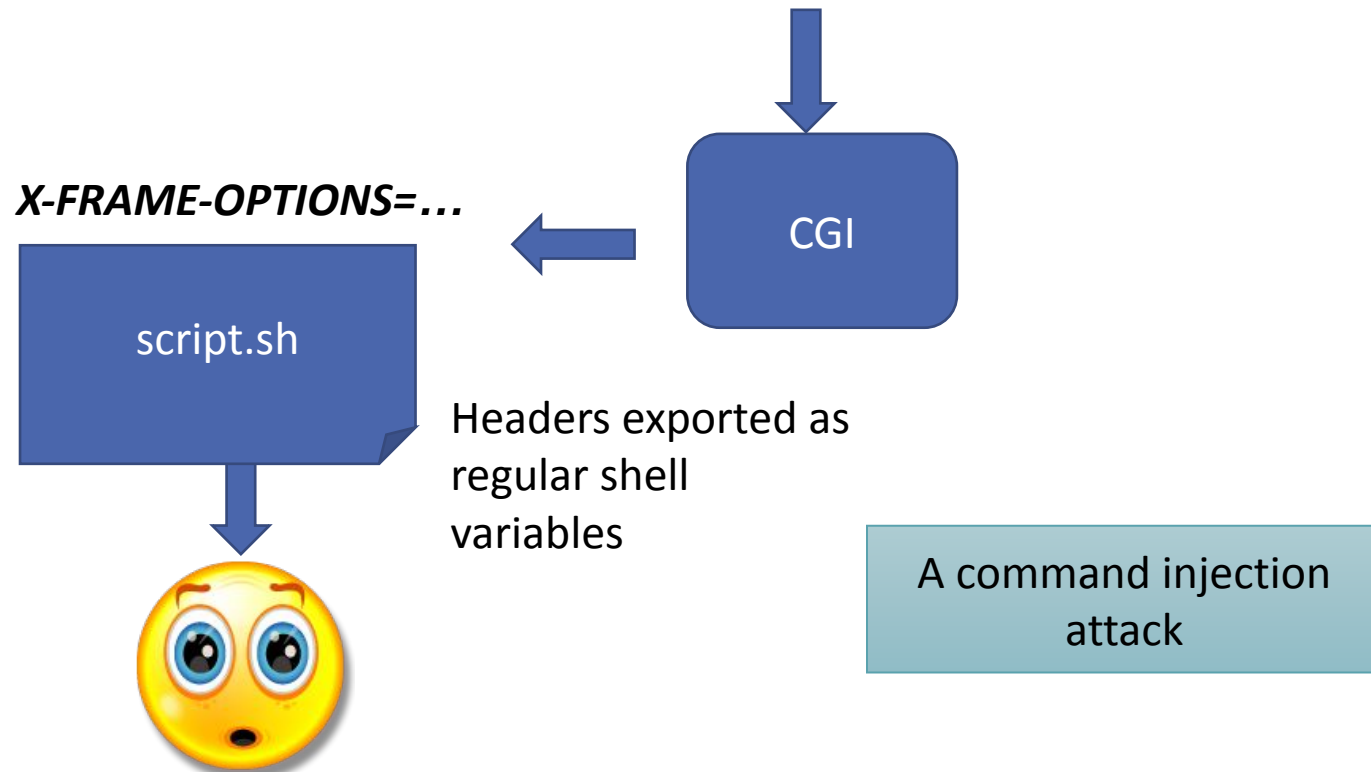 CGI
X-FRAME-OPTIONS=...
script.sh
Headers exported as
regular shell
variables
A command injection
attack